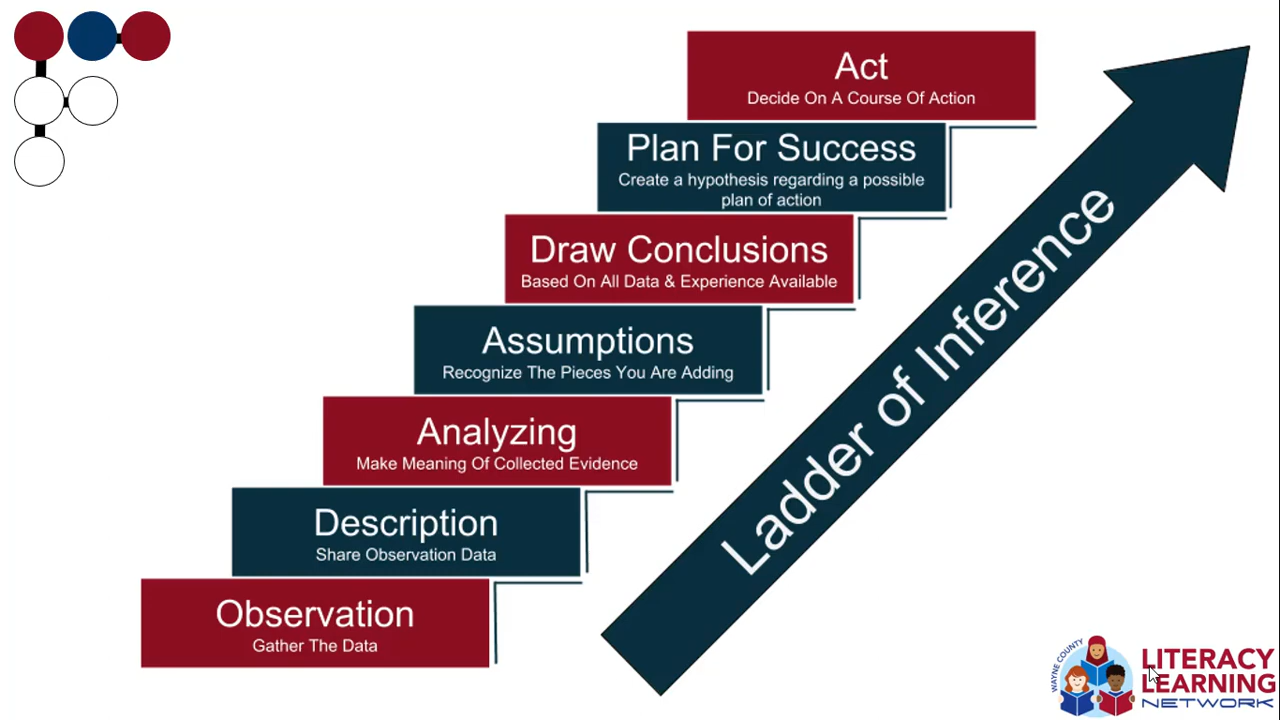 Act
Decide On A Course Of Action
Plan For Success
Create a hypothesis regarding a possible
plan of action
Draw Conclusions
Based On All Data & Experience Available
Assumptions
Recognize The Pieces You Are Adding
Analyzing
Make Meaning Of Collected Evidence
Description
Share Observation Data
Observation
Gather The Data
Ladder of Inference
WAYNE COUNTY
LITERACY
LEARNING
NETWORK